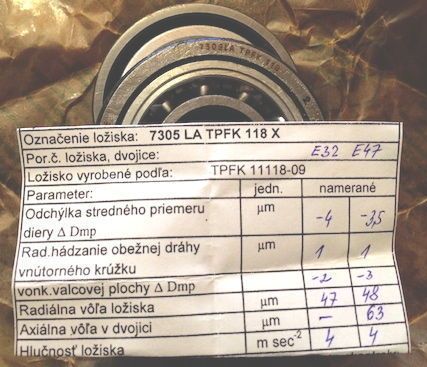 7305LA TPFK 118
Označenie ložiska: 7305 LA TPFK 118 X
Por.č. ložiska, dvojice: E32 E47
Ložisko vyrobené podľa: TPFK 11118-09
Parameter: jedn. namerané
Odchýlka stredného priemeru µm -4 -3,5
diery Δ Dmp
Rad.hádzanie obežnej dráhy µm 1 1
vnútorného krúžku
vonk.valcovej plochy Δ Dmp -2 -3
Radiálna vôľa ložiska µm 47 48
Axiálna vôľa v dvojici µm - 63
Hlučnosť ložiska m sec-2 4 4